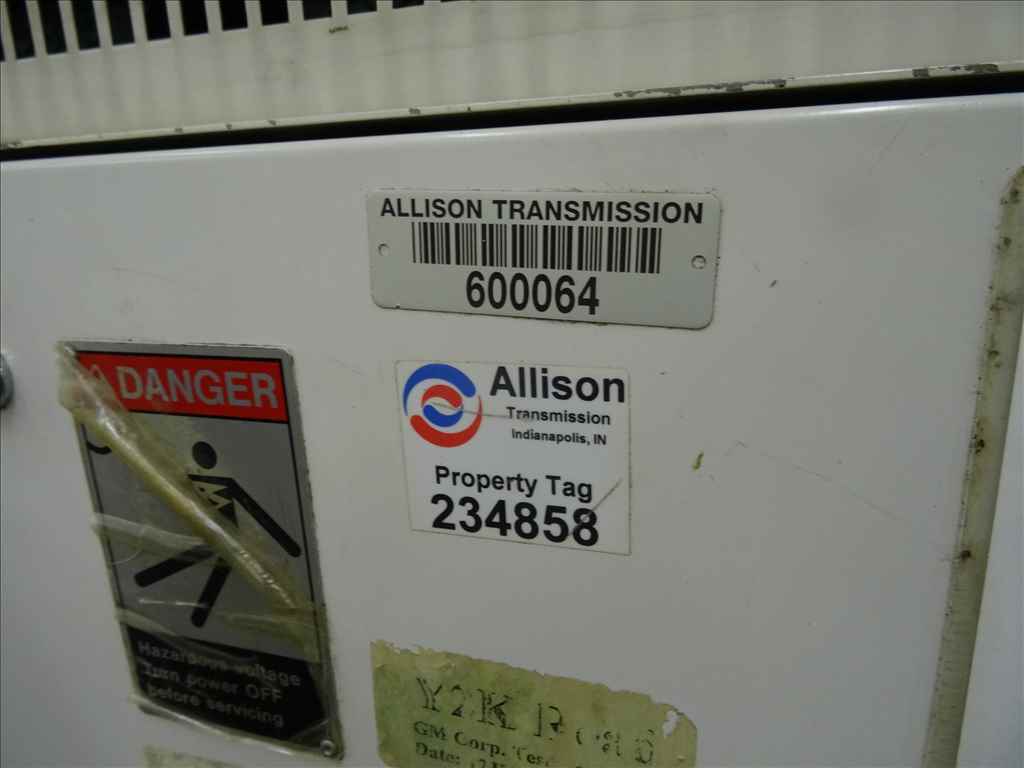 ALLISON TRANSMISSION
600064
DANGER
Hazardous voltage
Turn power OFF
before servicing
Allison
Transmission
Indianapolis, IN
Property Tag
234858
Y2K
GM Corp.
Date: